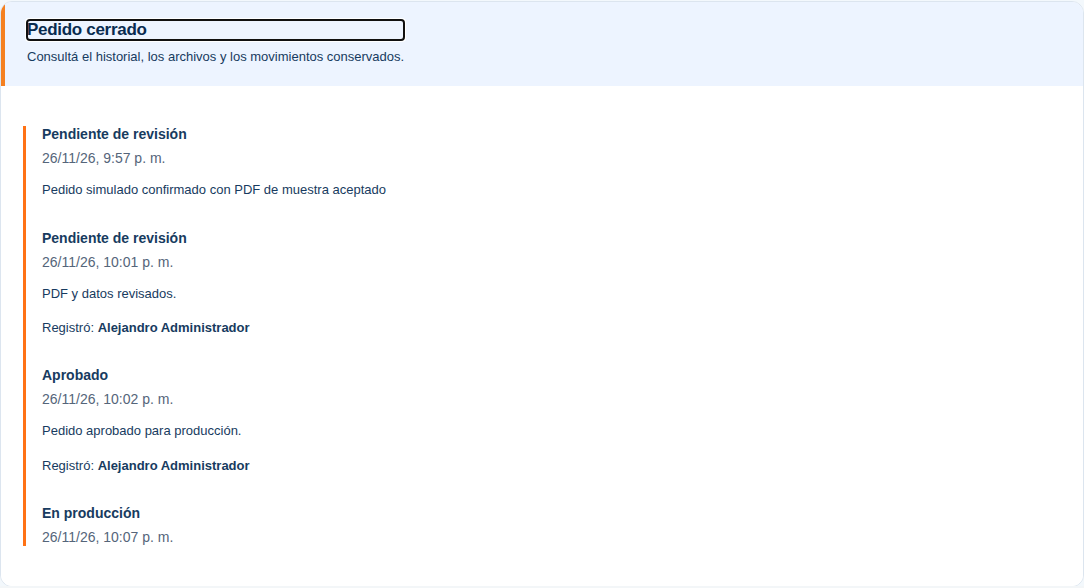 Pedido cerrado
Consultá el historial, los archivos y los movimientos conservados.
Pendiente de revisión
26/11/26, 9:57 p. m.
Pedido simulado confirmado con PDF de muestra aceptado
Pendiente de revisión
26/11/26, 10:01 p. m.
PDF y datos revisados.
Registró: Alejandro Administrador
Aprobado
26/11/26, 10:02 p. m.
Pedido aprobado para producción.
Registró: Alejandro Administrador
En producción
26/11/26, 10:07 p. m.